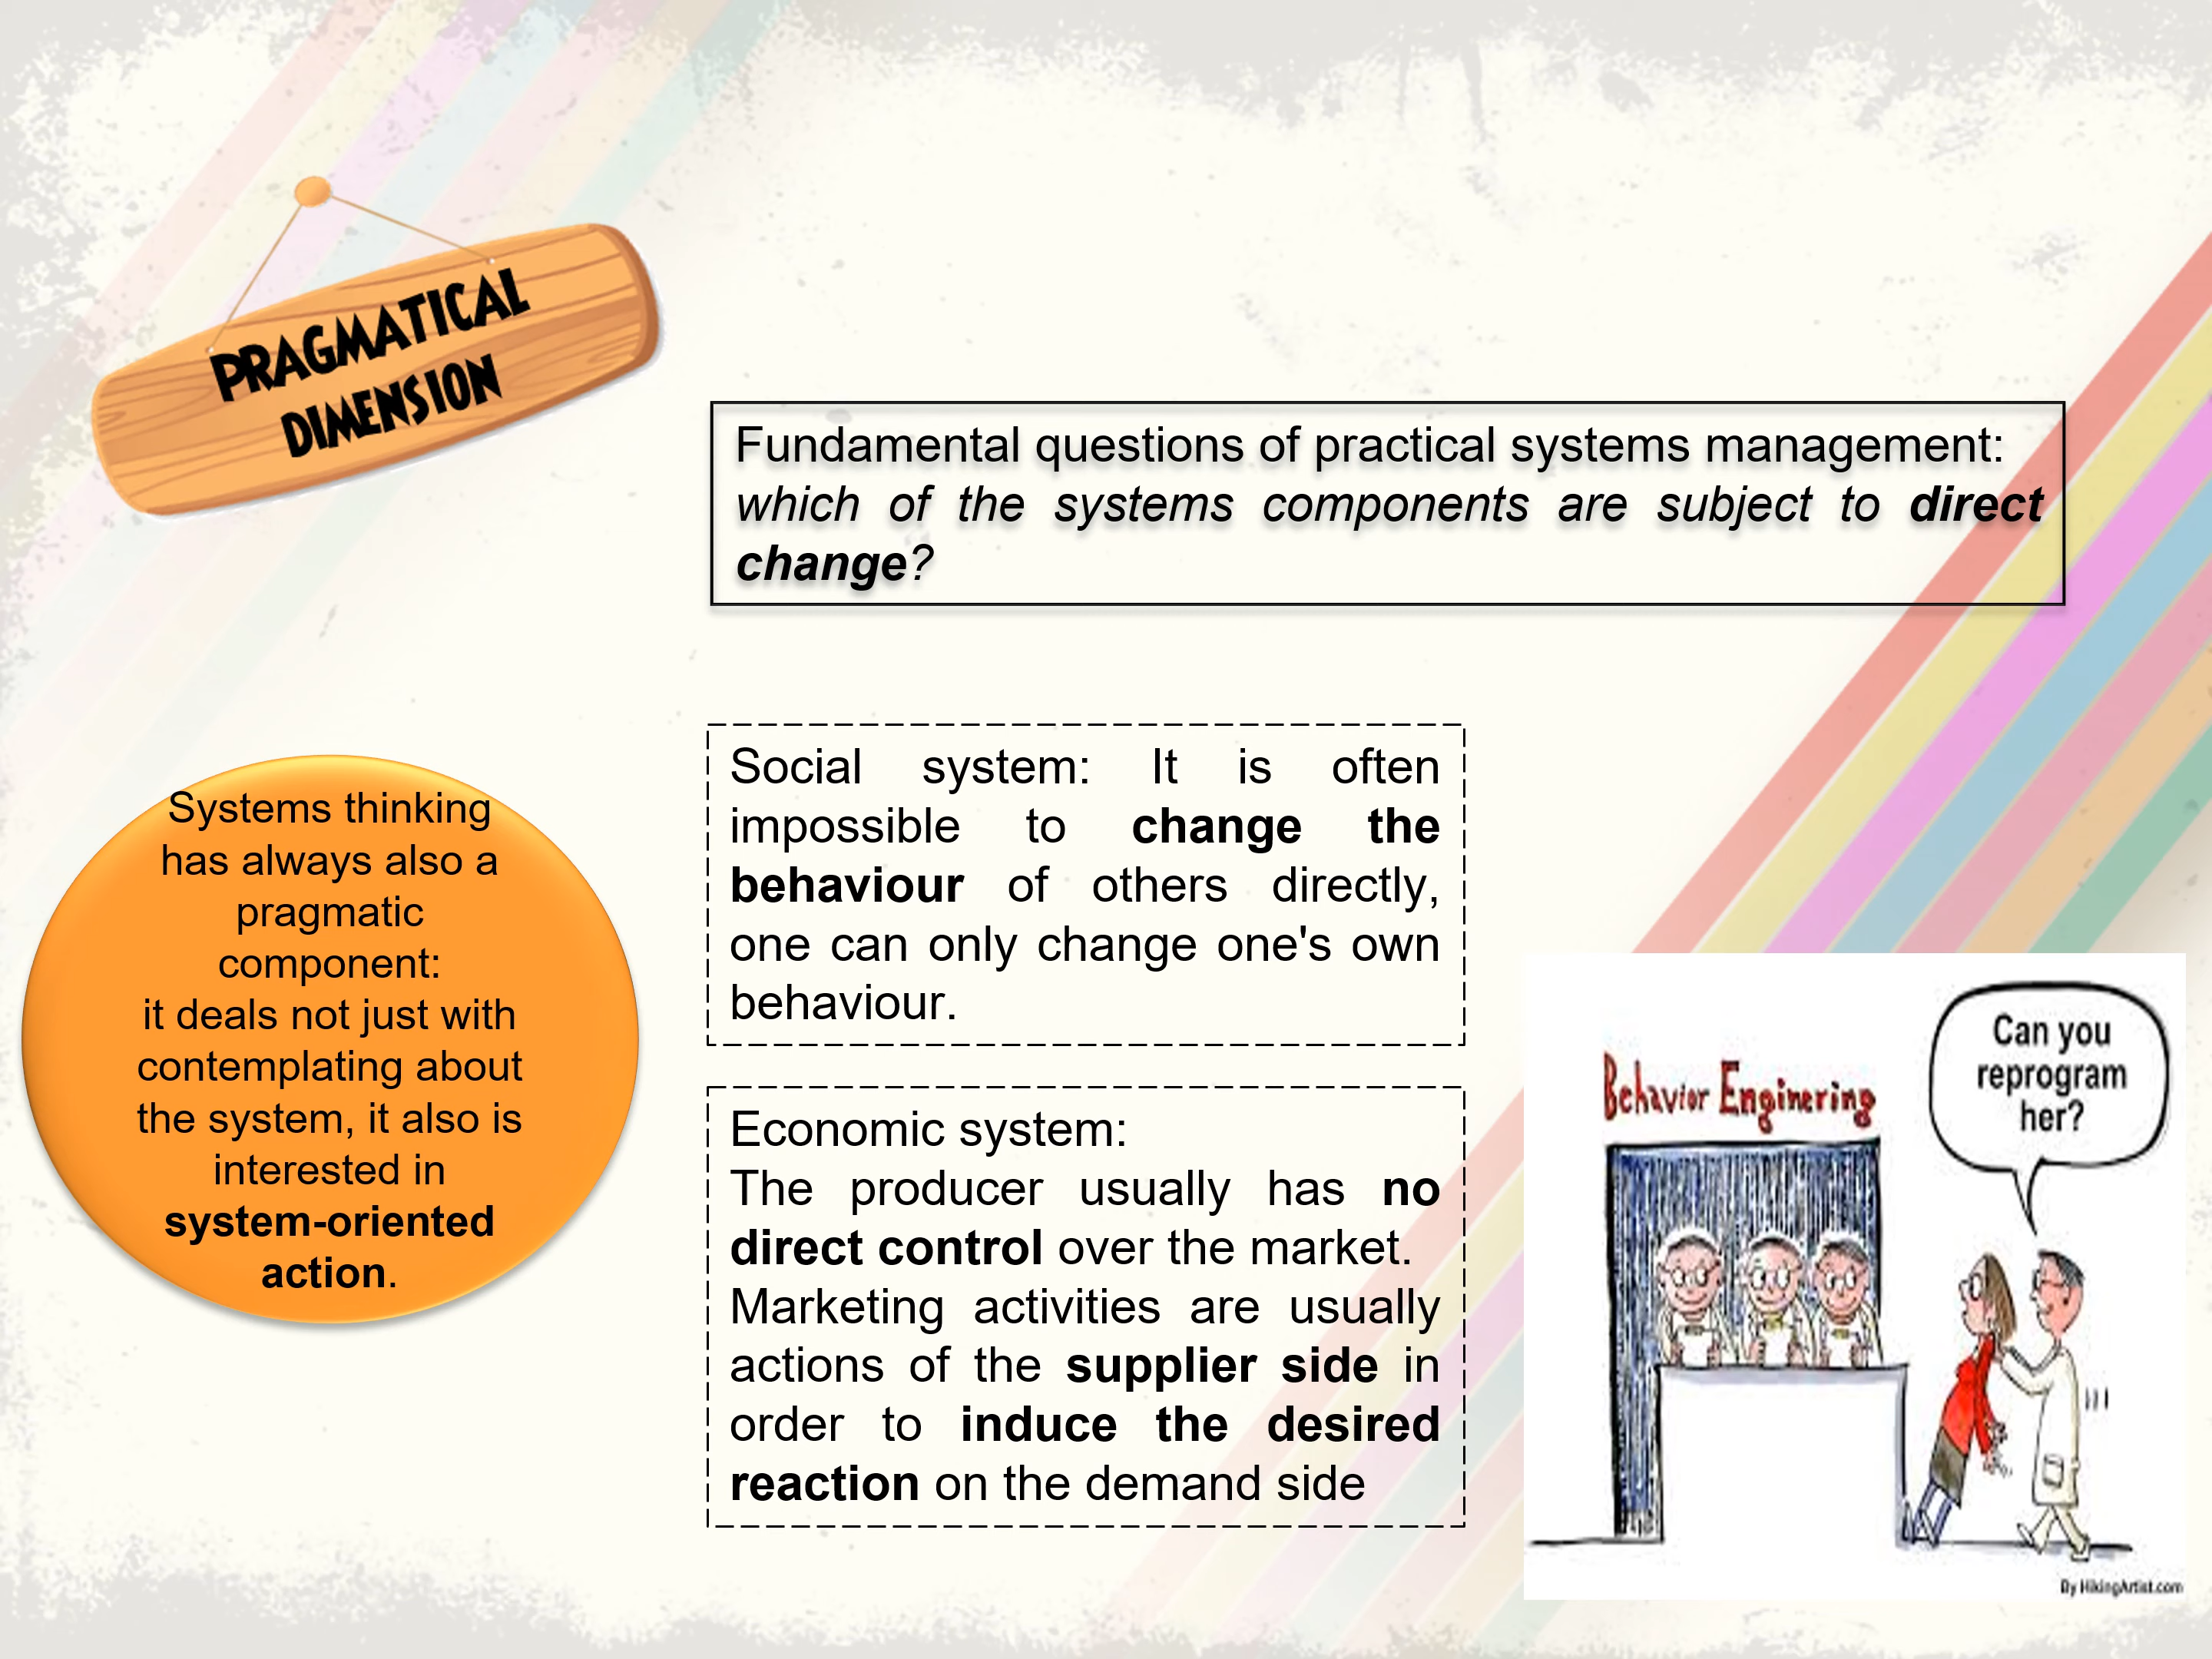 PRAGMATICAL
DIMENSION
Fundamental questions of practical systems management:
which of the systems components are subject to direct
change?
Systems thinking
has always also a
pragmatic
component:
it deals not just with
contemplating about
the system, it also is
interested in
system-oriented
action.
Social system: It is often
impossible to change the
behaviour of others directly,
one can only change one's own
behaviour.
Economic system:
The producer usually has no
direct control over the market.
Marketing activities are usually
actions of the supplier side in
order to induce the desired
reaction on the demand side
Behavior Enginering
Can you
reprogram
her?
By HikingArtist.com